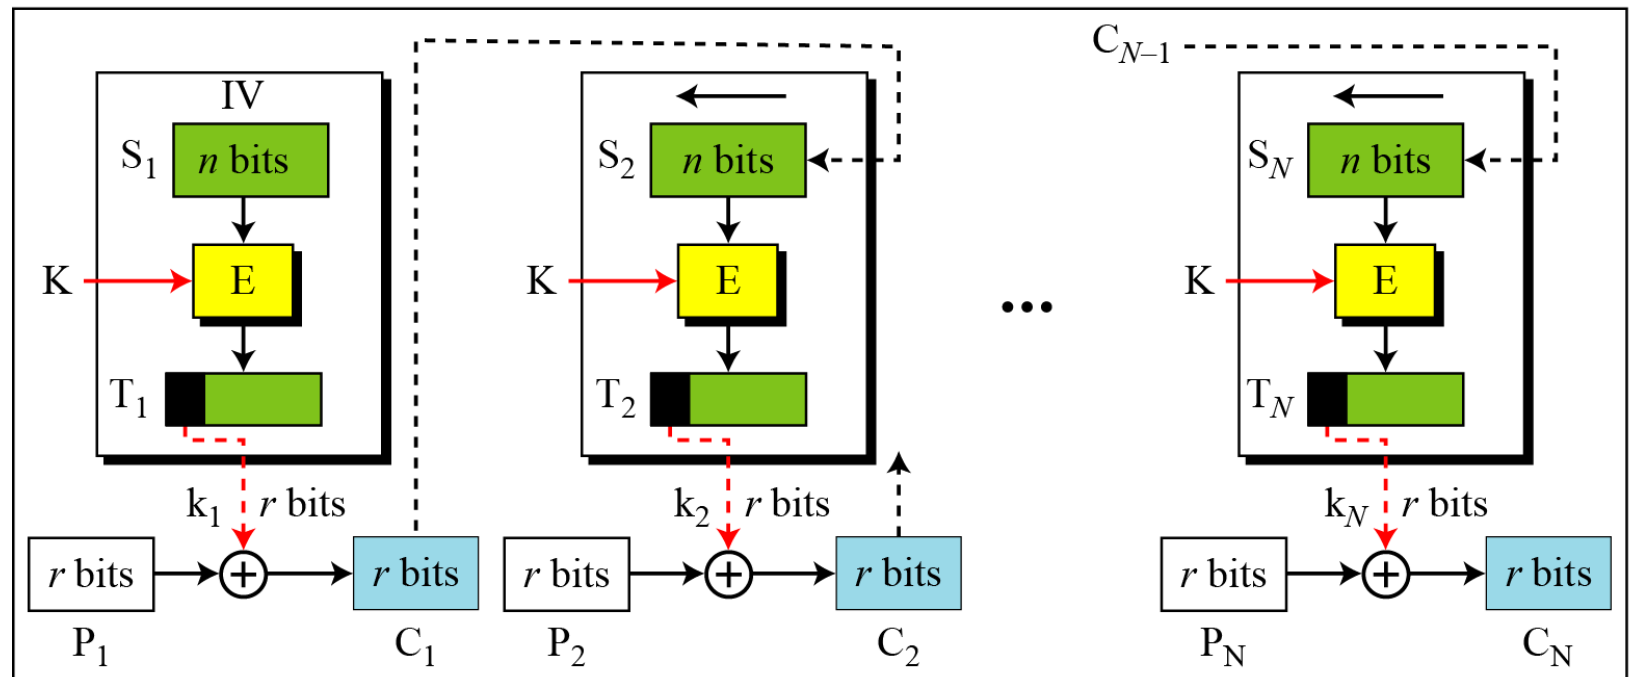 C_{N–1}
IV
S_1 n bits
S_2 n bits
S_N n bits
K E
K E
...
K E
T_1
T_2
T_N
k_1 r bits
k_2 r bits
k_N r bits
r bits + r bits
r bits + r bits
r bits + r bits
P_1 C_1
P_2 C_2
P_N C_N